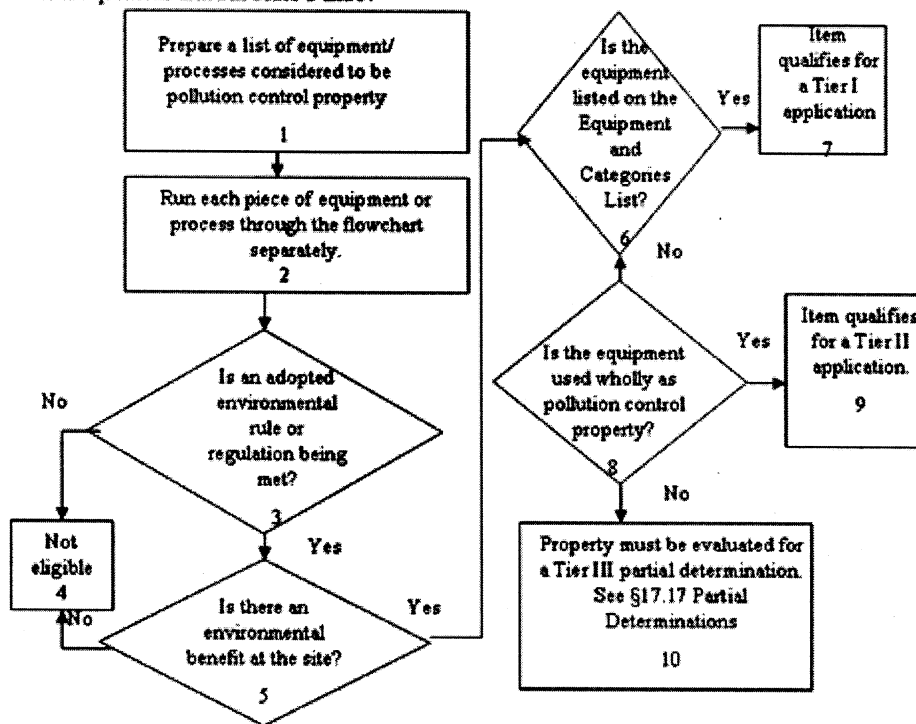 Prepare a list of equipment/
processes considered to be
pollution control property
1
Run each piece of equipment or
process through the flowchart
separately.
2
Is an adopted
environmental
rule or
regulation being
met?
3
No
Yes
Not
eligible
4
No
Is there an
environmental
benefit at the site?
5
Yes
Is the
equipment
listed on the
Equipment
and
Categories
List?
6
Yes
No
Item
qualifies for
a Tier I
application
7
Is the equipment
used wholly as
pollution control
property?
8
Yes
No
Item qualifies
for a Tier II
application.
9
Property must be evaluated for
a Tier III partial determination.
See §17.17 Partial
Determinations
10